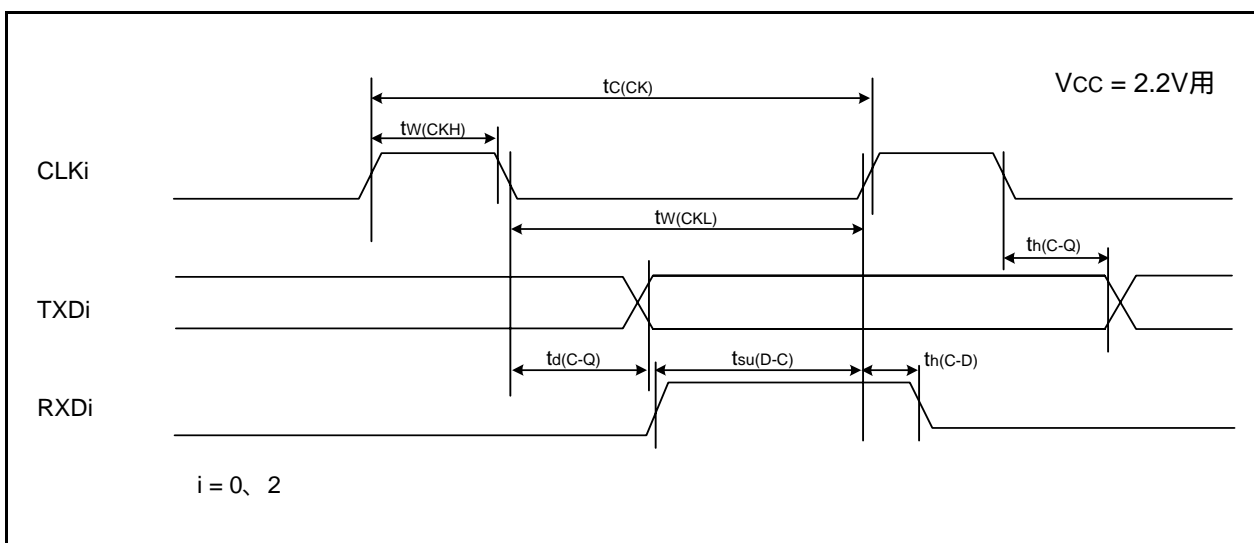 tC(CK)
VCC = 2.2V用
tW(CKH)
CLKi
tW(CKL)
th(C-Q)
TXDi
td(C-Q)
tsu(D-C)
th(C-D)
RXDi
i = 0、2